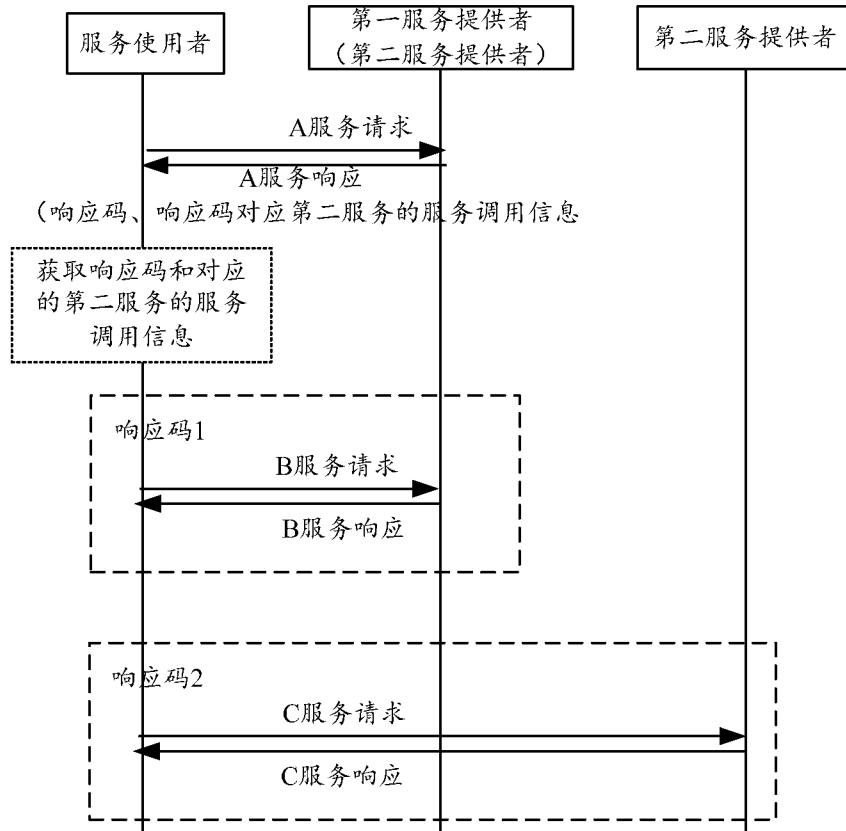 服务使用者
第一服务提供者
（第二服务提供者）
第二服务提供者
A服务请求
A服务响应
（响应码、响应码对应第二服务的服务调用信息
获取响应码和对应
的第二服务的服务
调用信息
响应码1
B服务请求
B服务响应
响应码2
C服务请求
C服务响应